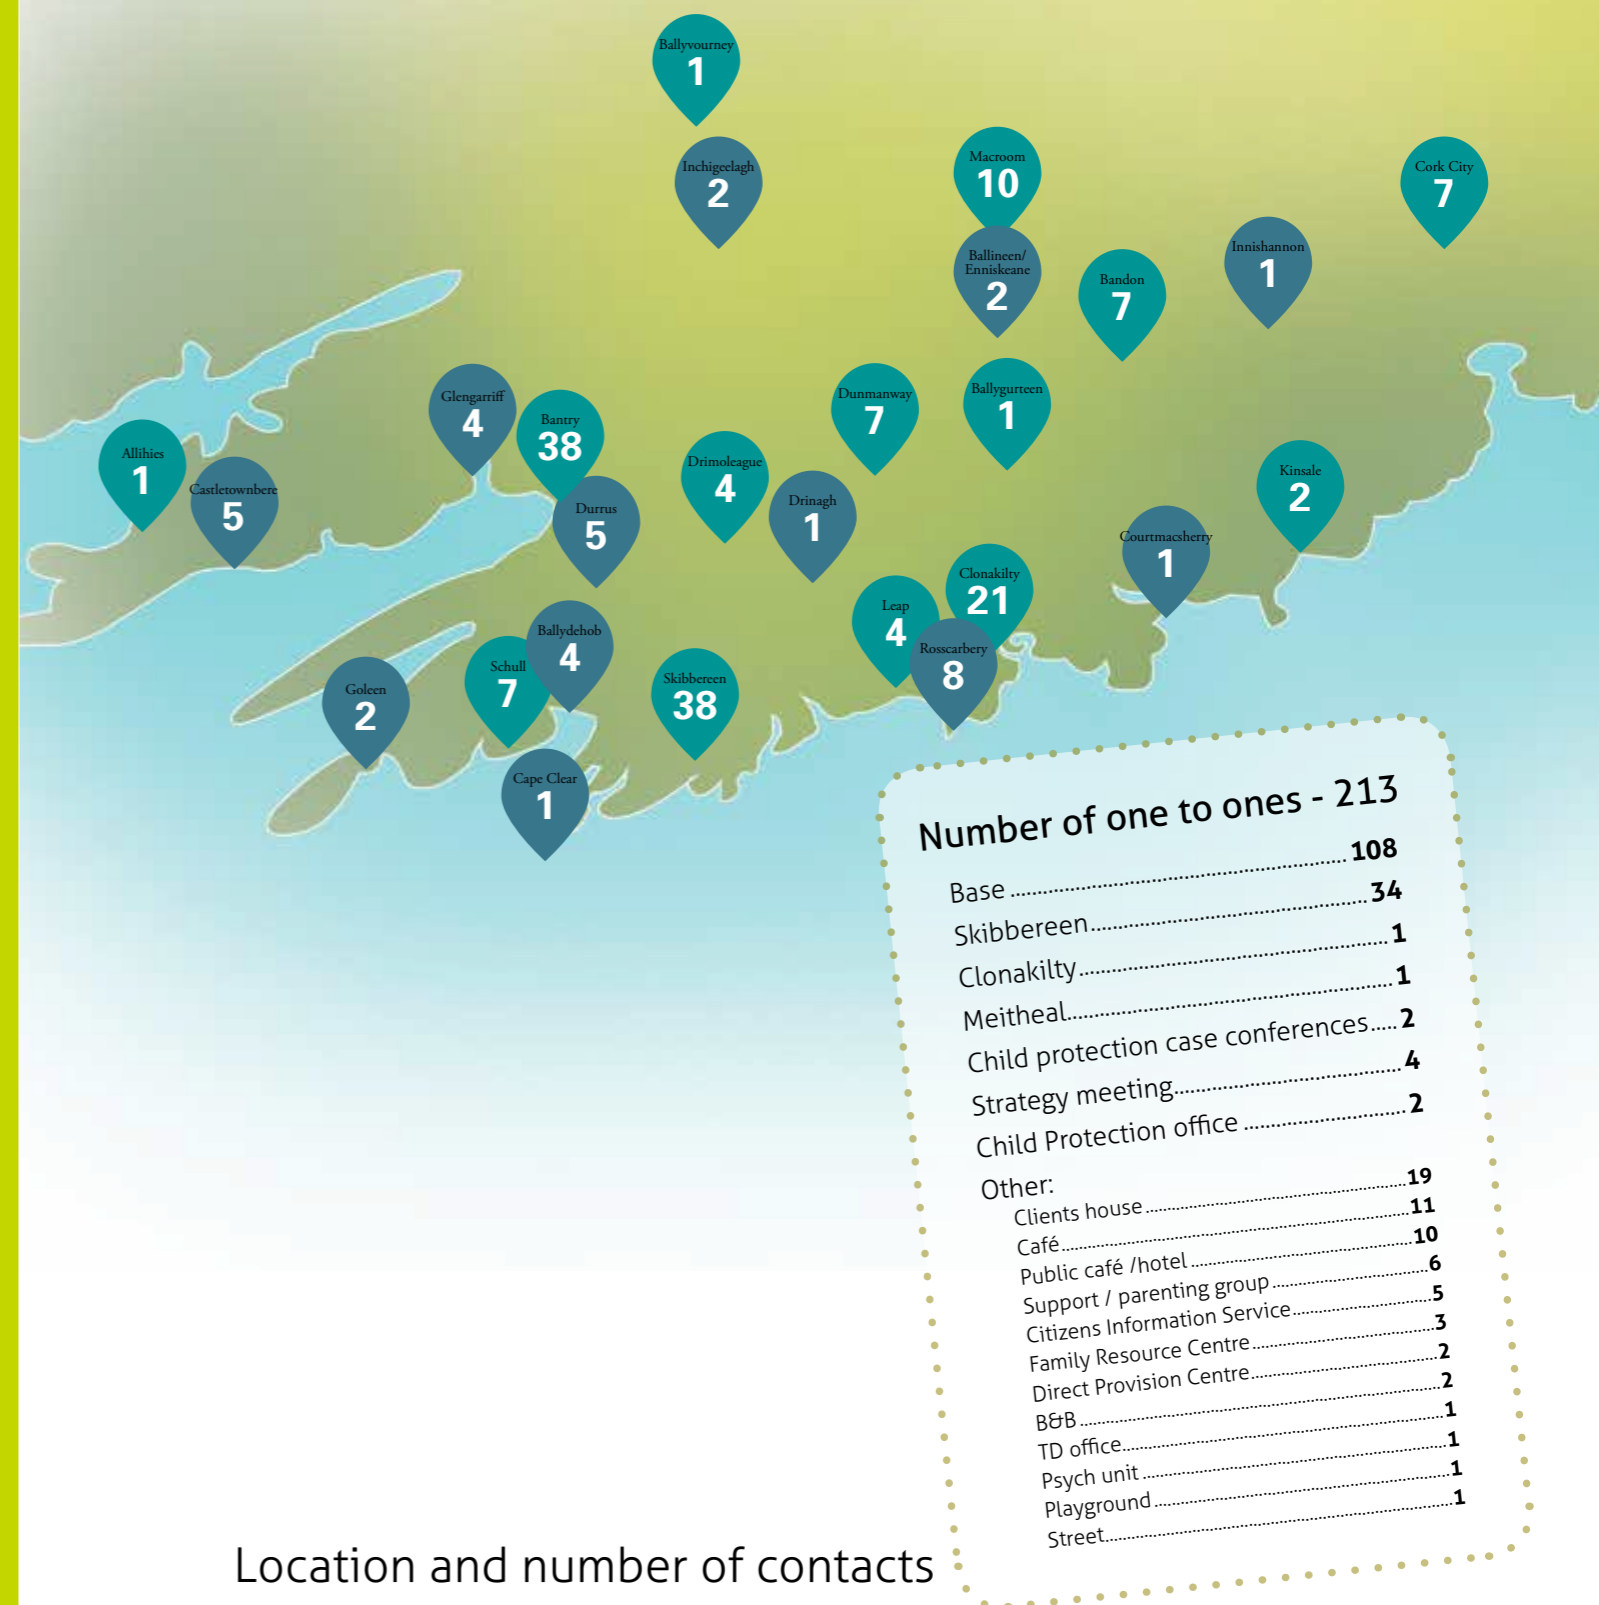 Ballyvourney
1
Inchigeelagh
2
Macroom
10
Cork City
7
Ballineen/
Enniskeane
2
Innishannon
1
Bandon
7
Glengarriff
4
Bantry
38
Dunmanway
7
Ballygurteen
1
Allihies
1
Castletownbere
5
Durrus
5
Drimoleague
4
Drinagh
1
Kinsale
2
Courtmacsherry
1
Clonakilty
21
Leap
4
Rosscarbery
8
Ballydehob
4
Schull
7
Goleen
2
Skibbereen
38
Cape Clear
1
Number of one to ones - 213
Base 108
Skibbereen 34
Clonakilty 1
Meitheal 1
Child protection case conferences 2
Strategy meeting 4
Child Protection office 2
Other:
Clients house 19
Café 11
Public café /hotel 10
Support / parenting group 6
Citizens Information Service 5
Family Resource Centre 3
Direct Provision Centre 2
B&B 2
TD office 1
Psych unit 1
Playground 1
Street 1
Location and number of contacts